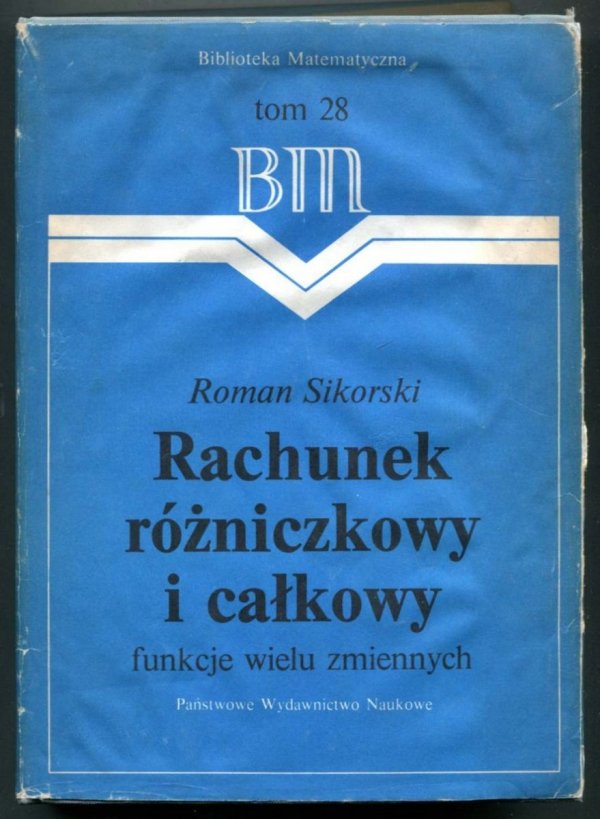 Biblioteka Matematyczna
tom 28
BM
Roman Sikorski
Rachunek
różniczkowy
i całkowy
funkcje wielu zmiennych
Państwowe Wydawnictwo Naukowe